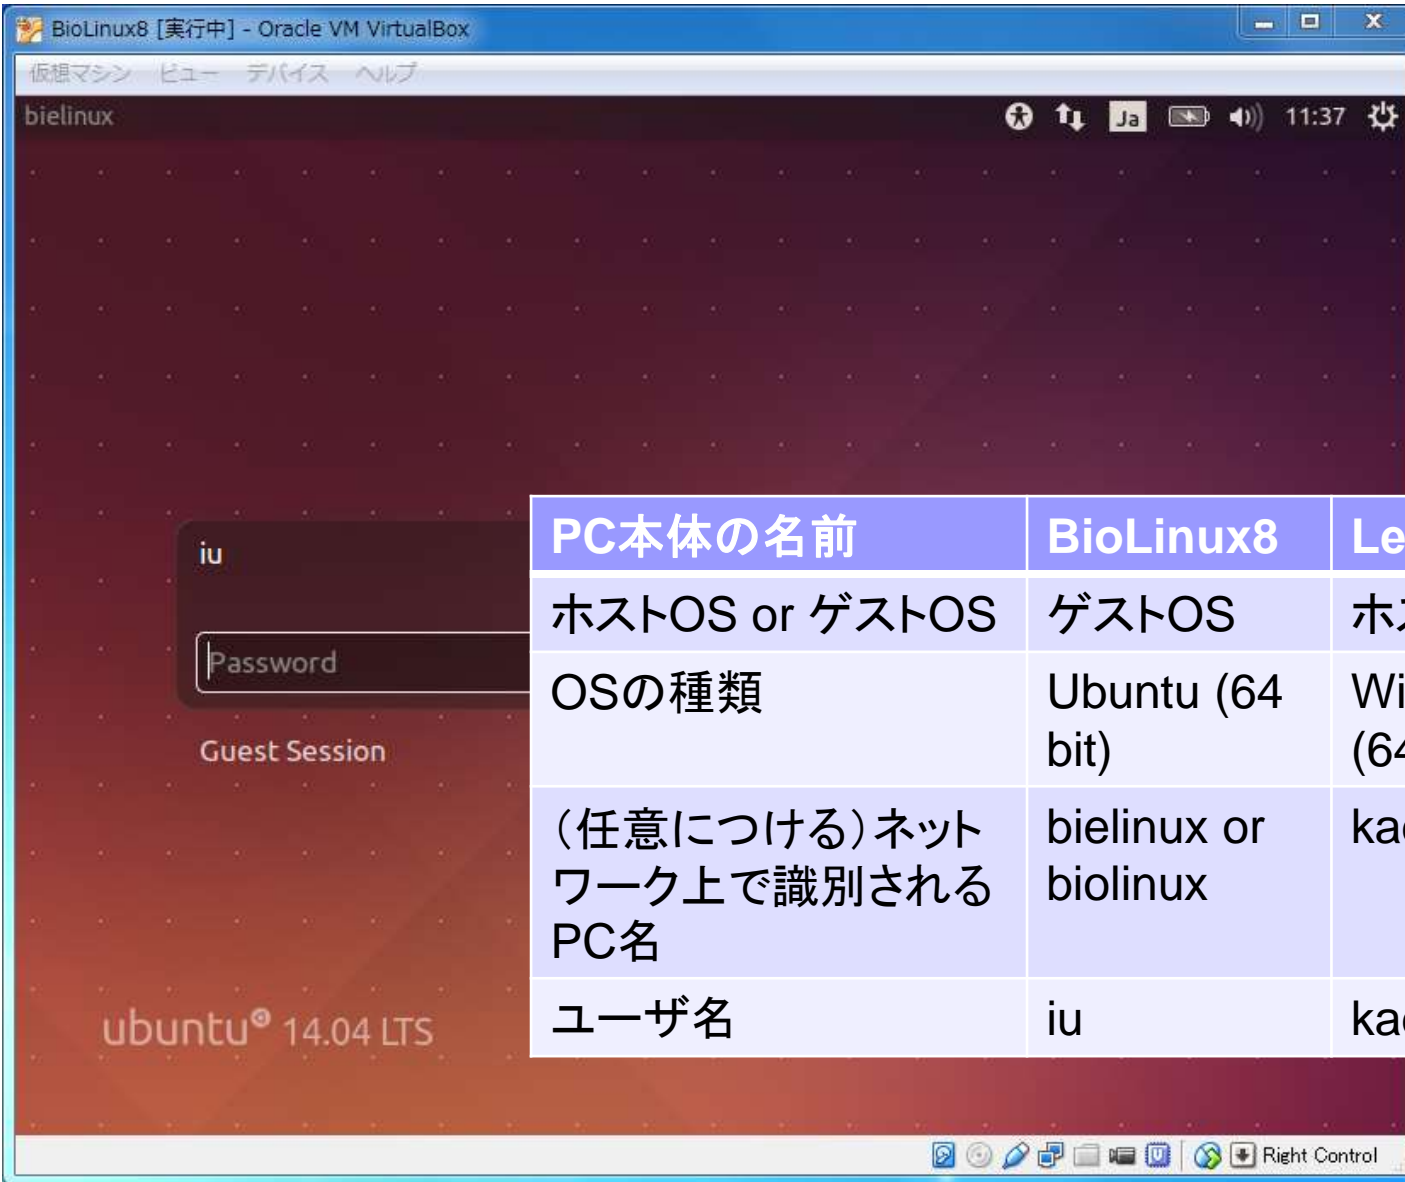 BioLinux8 [実行中] - Oracle VM VirtualBox
仮想マシン ビュー デバイス ヘルプ
bielinux
Ja 11:37
iu
Password
Guest Session
ubuntu® 14.04 LTS
PC本体の名前 BioLinux8
ホストOS or ゲストOS ゲストOS
OSの種類 Ubuntu (64
bit)
(任意につける)ネット
ワーク上で識別される
PC名
bielinux or
biolinux
ユーザ名 iu
Right Control